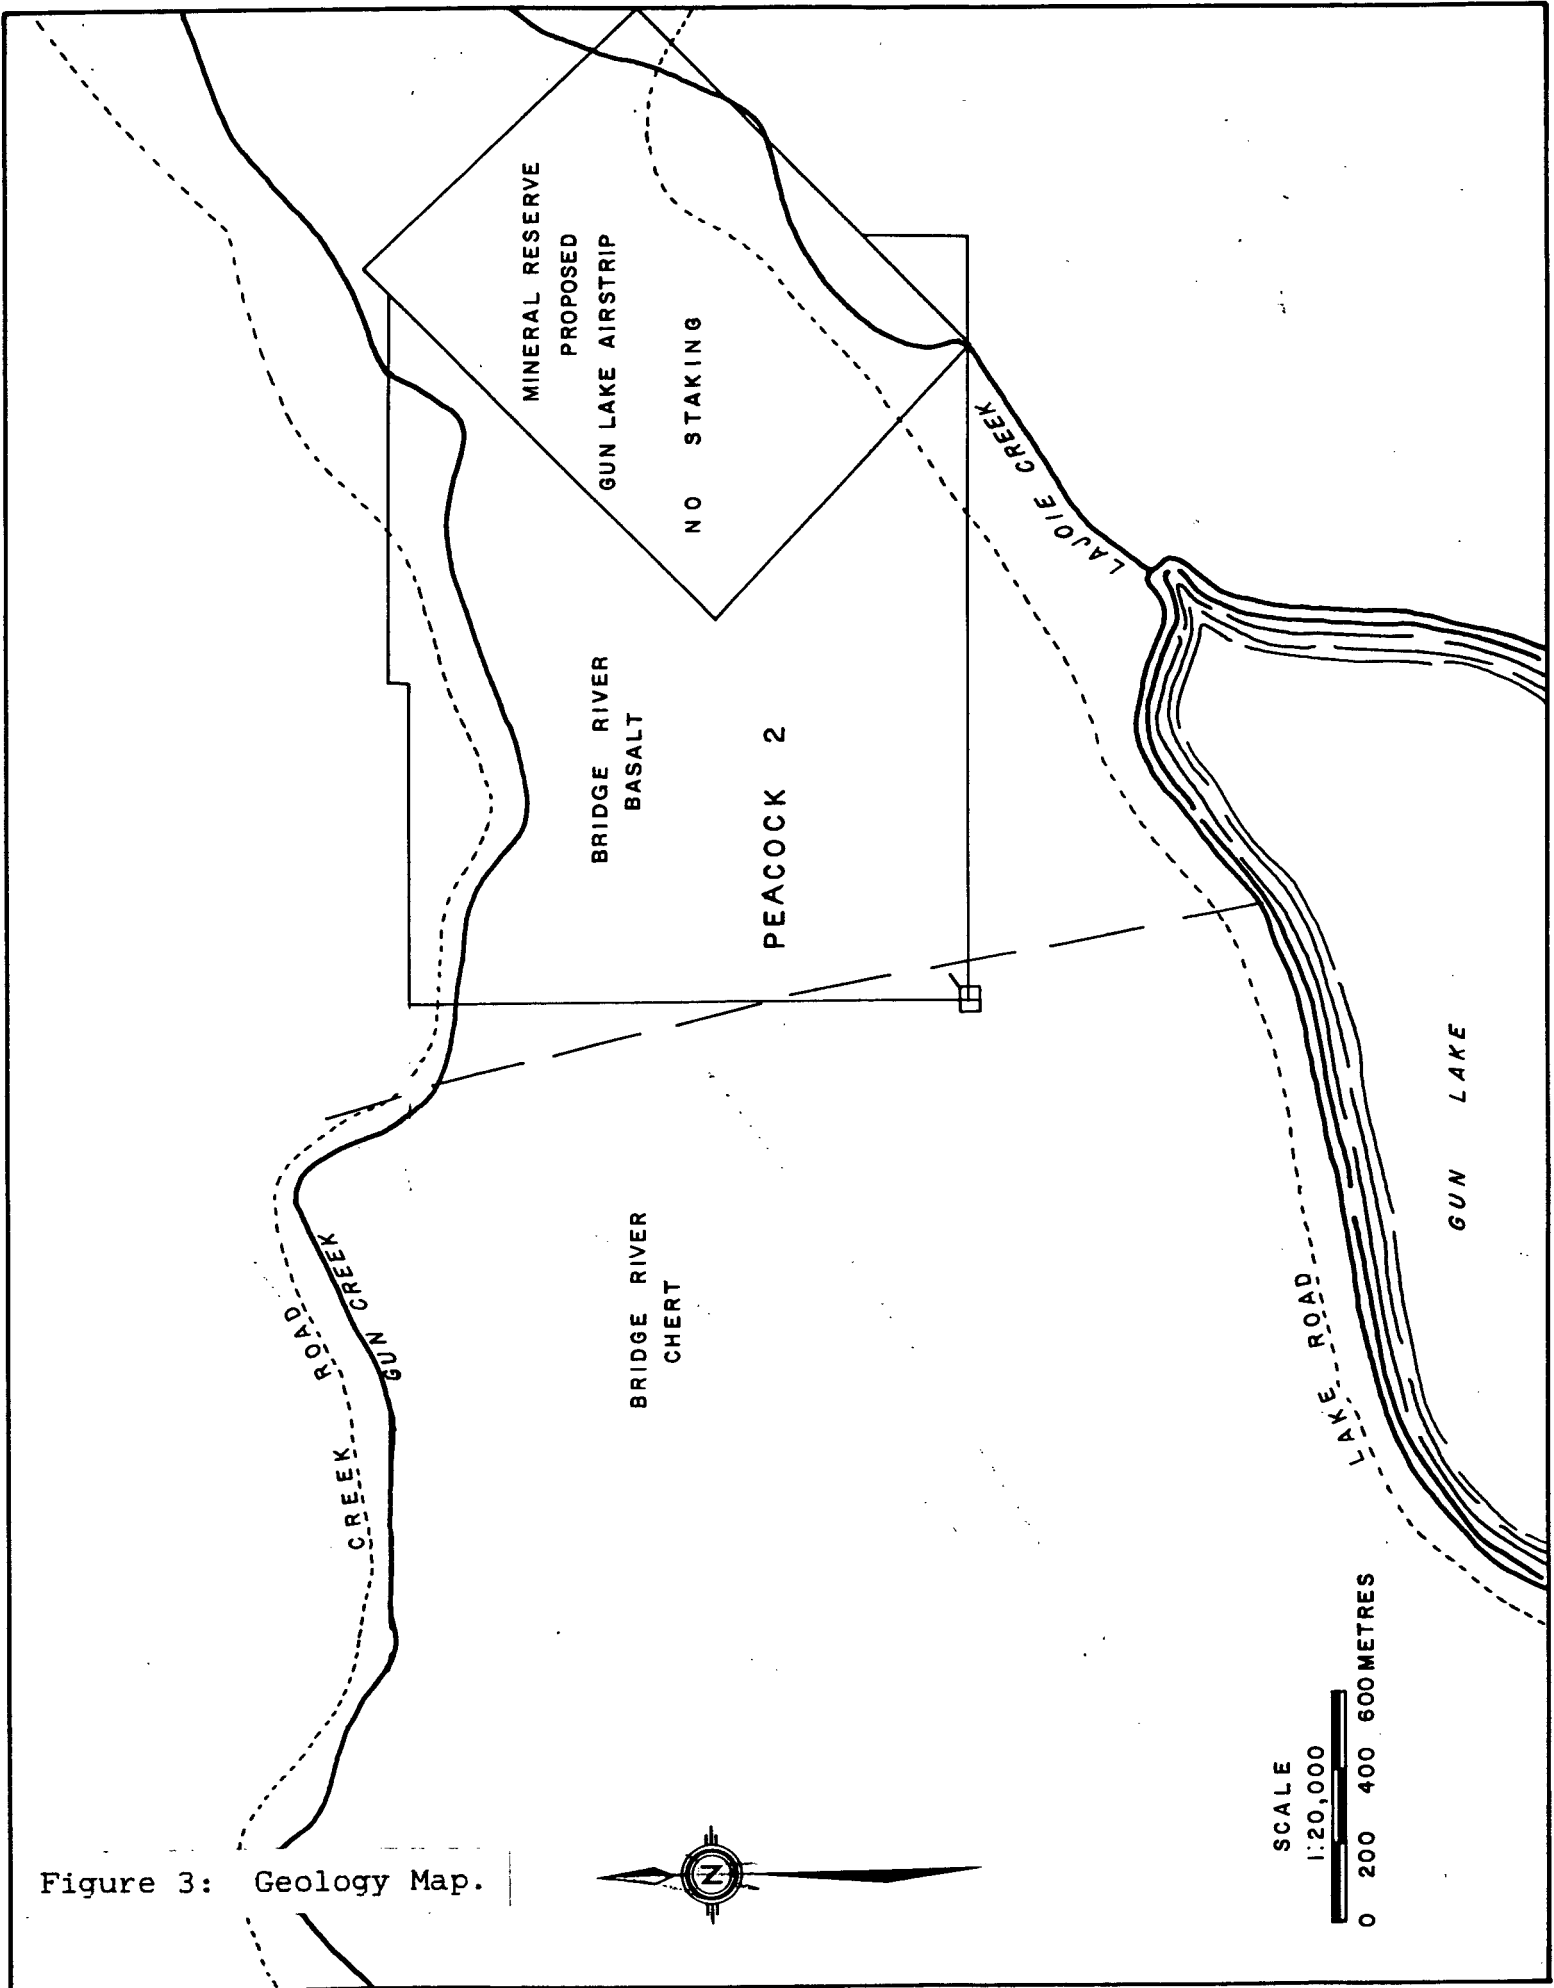 MINERAL RESERVE
PROPOSED
GUN LAKE AIRSTRIP
NO STAKING
LAJOIE CREEK
BRIDGE RIVER
BASALT
PEACOCK 2
CREEK ROAD
GUN CREEK
BRIDGE RIVER
CHERT
LAKE ROAD
GUN LAKE
SCALE
1:20,000
0 200 400 600 METRES
N
Figure 3: Geology Map.